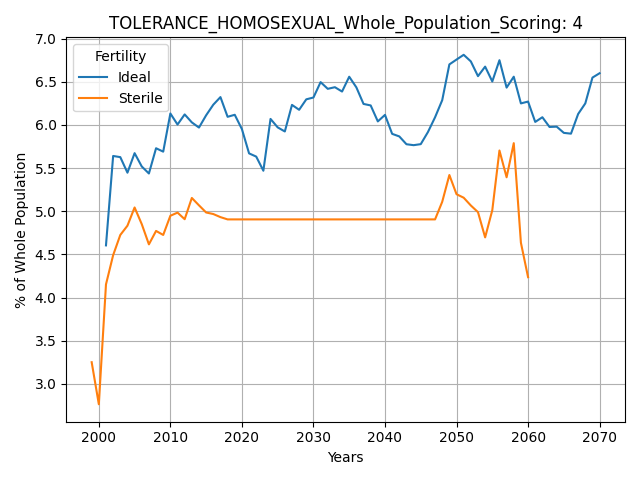 TOLERANCE_HOMOSEXUAL_Whole_Population_Scoring: 4
Fertility
Ideal
Sterile
% of Whole Population
7.0
6.5
6.0
5.5
5.0
4.5
4.0
3.5
3.0
2000 2010 2020 2030 2040 2050 2060 2070
Years